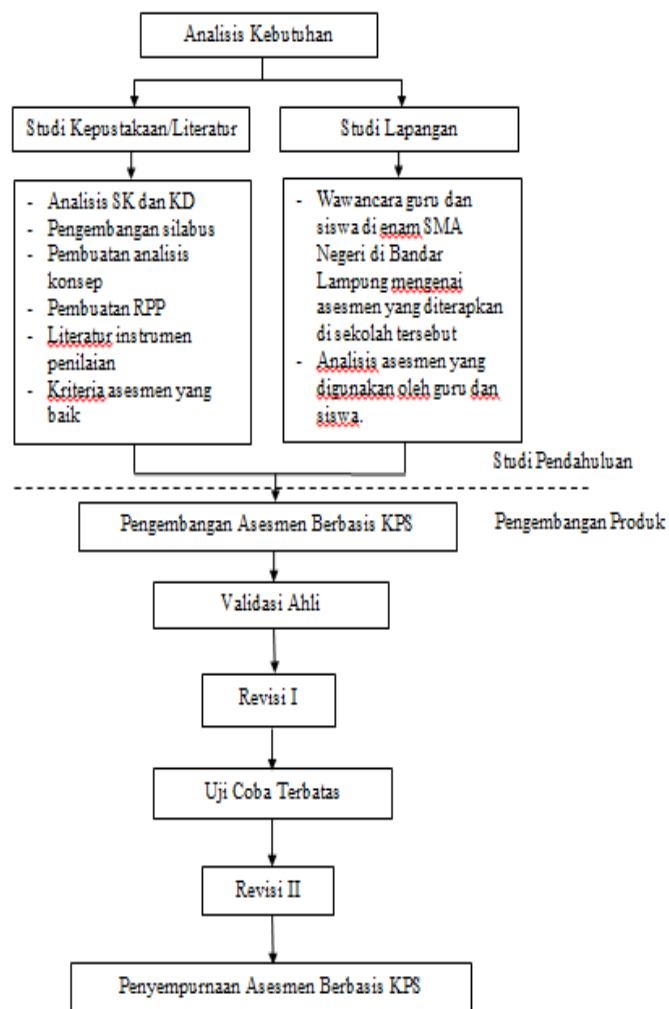 Analisis Kebutuhan
Studi Kepustakaan/Literatur
Studi Lapangan
- Analisis SK dan KD
- Pengembangan silabus
- Pembuatan analisis
konsep
- Pembuatan RPP
- Literatur instrumen
penilaian
- Kriteria asesmen yang
baik
- Wawancara guru dan
siswa di enam SMA
Negeri di Bandar
Lampung mengenai
asesmen yang diterapkan
di sekolah tersebut
- Analisis asesmen yang
digunakan oleh guru dan
siswa.
Studi Pendahuluan
Pengembangan Asesmen Berbasis KPS
Pengembangan Produk
Validasi Ahli
Revisi I
Uji Coba Terbatas
Revisi II
Penyempurnaan Asesmen Berbasis KPS